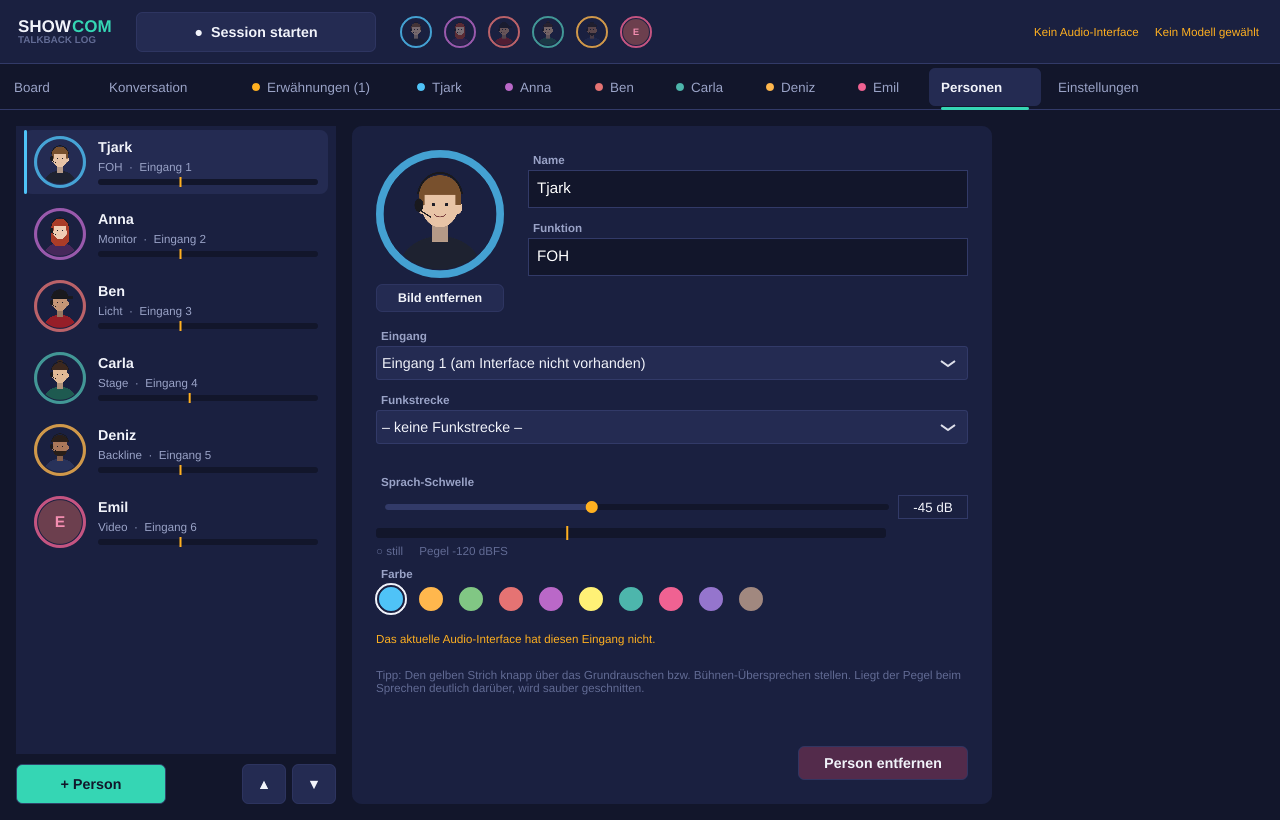 SHOWCOM
TALKBACK LOG
● Session starten
E
Kein Audio-Interface
Kein Modell gewählt
Board
Konversation
Erwähnungen (1)
Tjark
Anna
Ben
Carla
Deniz
Emil
Personen
Einstellungen
Tjark
FOH · Eingang 1
Anna
Monitor · Eingang 2
Ben
Licht · Eingang 3
Carla
Stage · Eingang 4
Deniz
Backline · Eingang 5
E
Emil
Video · Eingang 6
+ Person
▲
▼
Name
Tjark
Funktion
FOH
Bild entfernen
Eingang
Eingang 1 (am Interface nicht vorhanden)
Funkstrecke
– keine Funkstrecke –
Sprach-Schwelle
-45 dB
○ still Pegel -120 dBFS
Farbe
Das aktuelle Audio-Interface hat diesen Eingang nicht.
Tipp: Den gelben Strich knapp über das Grundrauschen bzw. Bühnen-Übersprechen stellen. Liegt der Pegel beim
Sprechen deutlich darüber, wird sauber geschnitten.
Person entfernen